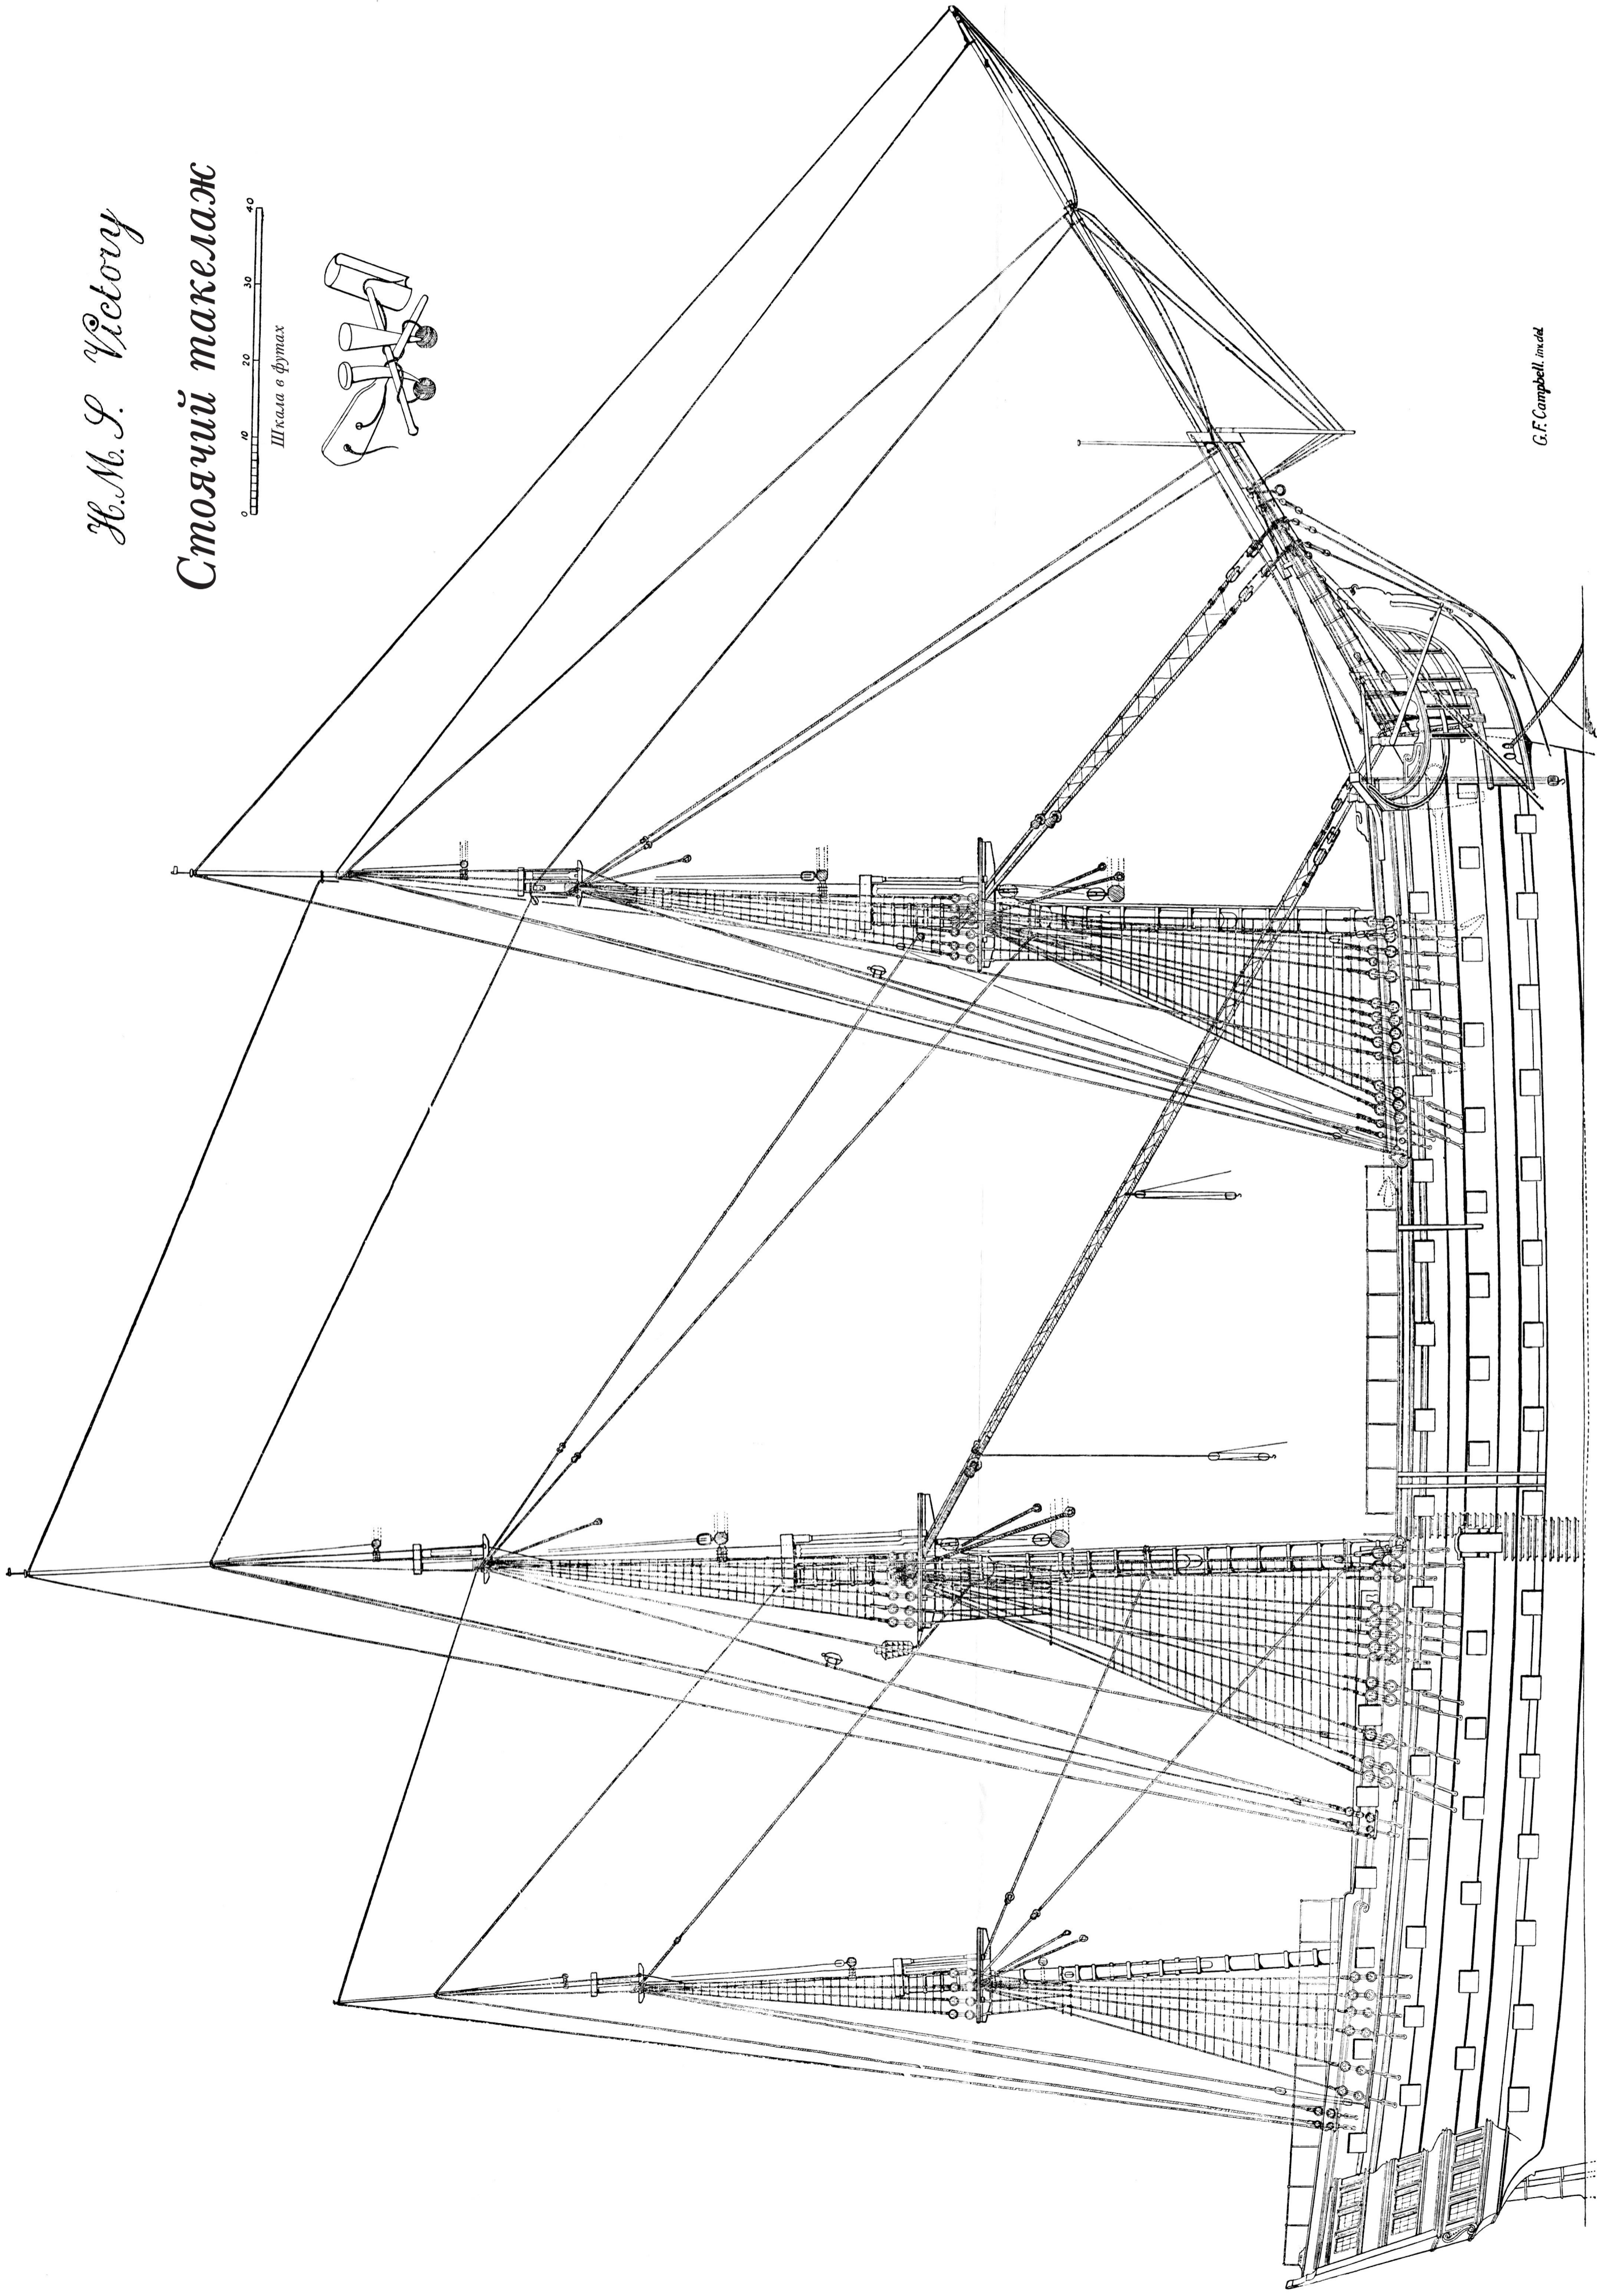 H.M.S. Victory
Стоячий такелаж
0 10 20 30 40
Шкала в футах
G.F. Campbell. inv.del